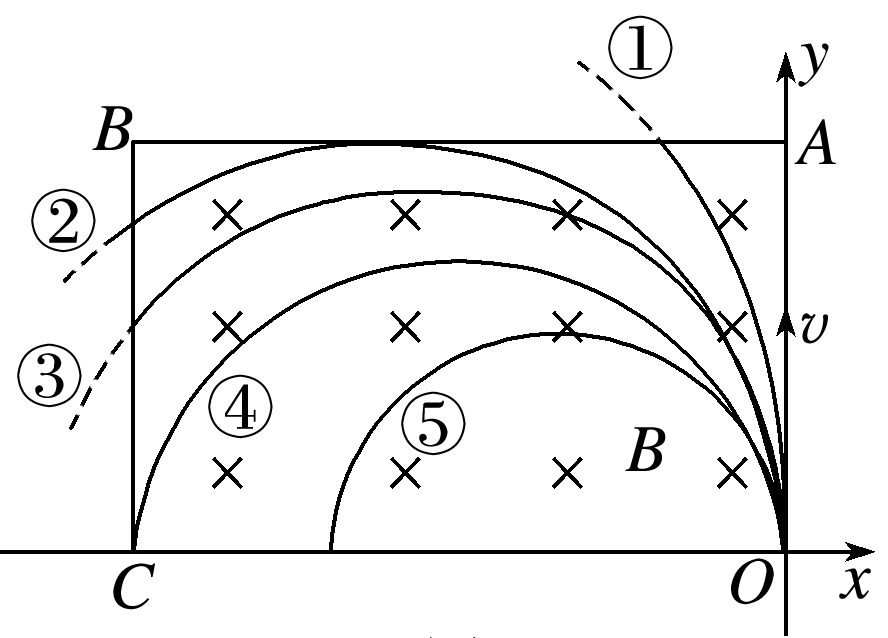 ① y
B A
②
v
③ ④ ⑤ B
C O x